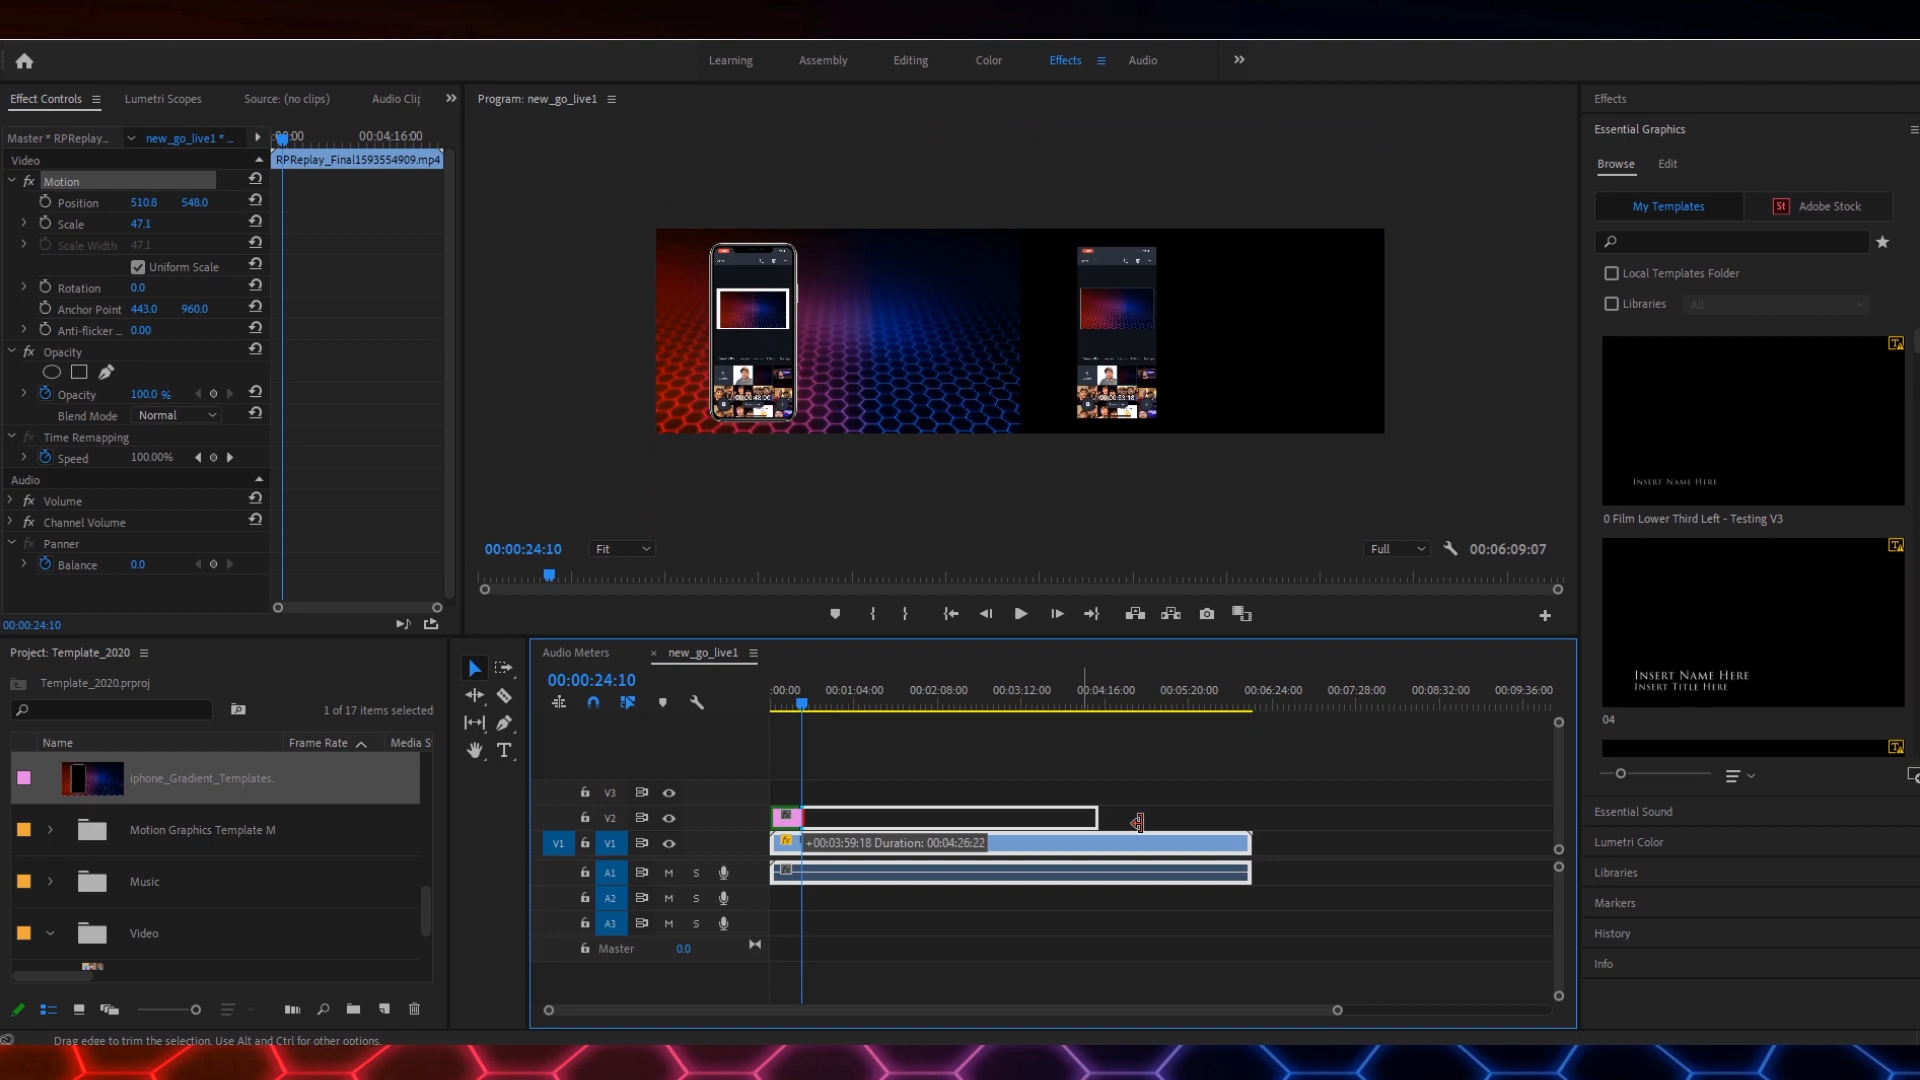 Learning
Assembly
Editing
Color
Effects
Audio
Effect Controls
Lumetri Scopes
Source: (no clips)
Audio Clip
Program: new_go_live1
Effects
Essential Graphics
Master * RPReplay...
new_go_live1 * ...
:00:00
00:04:16:00
Video
RPReplay_Final1593554909.mp4
Browse
Edit
Motion
Position
510.8
548.0
My Templates
St
Adobe Stock
Scale
47.1
Scale Width
47.1
Uniform Scale
Local Templates Folder
Rotation
0.0
Libraries
All
Anchor Point
443.0
960.0
Anti-flicker ...
0.00
Opacity
Opacity
100.0 %
Blend Mode
Normal
Time Remapping
Speed
100.00%
Audio
Insert Name Here
Volume
Channel Volume
0 Film Lower Third Left - Testing V3
Panner
00:00:24:10
Fit
Full
00:06:09:07
Balance
0.0
00:00:24:10
Project: Template_2020
Audio Meters
× new_go_live1
Template_2020.prproj
00:00:24:10
Insert Name Here
Insert Title Here
:00:00
00:01:04:00
00:02:08:00
00:03:12:00
00:04:16:00
00:05:20:00
00:06:24:00
00:07:28:00
00:08:32:00
00:09:36:00
1 of 17 items selected
04
Name
Frame Rate
Media S
iphone_Gradient_Templates.
V3
Essential Sound
V2
Motion Graphics Template M
V1
V1
+00:03:59:18 Duration: 00:04:26:22
Lumetri Color
A1
M
S
Libraries
Music
A2
M
S
Markers
A3
M
S
Video
History
Master
0.0
Info
Drag edge to trim the selection. Use Alt and Ctrl for other options.